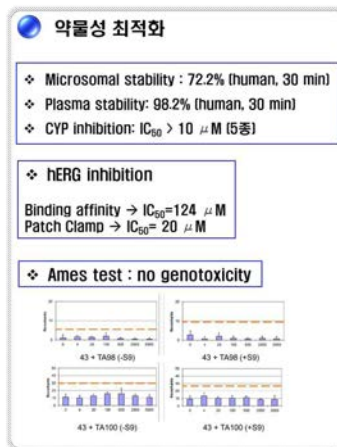 약물성 최적화
❖ Microsomal stability : 72.2% (human, 30 min)
❖ Plasma stability: 98.2% (human, 30 min)
❖ CYP inhibition: IC50 > 10 μM (5종)
❖ hERG inhibition
Binding affinity → IC50=124 μM
Patch Clamp → IC50= 20 μM
❖ Ames test : no genotoxicity
43 + TA98 (-S9)
43 + TA98 (+S9)
43 + TA100 (-S9)
43 + TA100 (+S9)